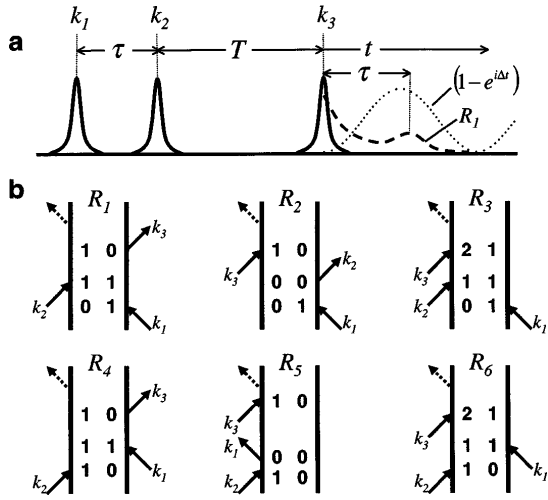 k₁ k₂ k₃
a
τ T t
τ
(1-e^{iΔt})
R₁
b
R₁ R₂ R₃
1 0 k₃
1 1
k₂ 0 1 k₁
1 0
k₃ k₂
0 0
0 1 k₁
2 1
k₃ 1 1
k₂ 0 1 k₁
R₄ R₅ R₆
1 0 k₃
1 1
k₂ 1 0 k₁
1 0
k₃
k₁ 0 0
k₂ 1 0
2 1
k₃
1 1
k₂ 1 0 k₁